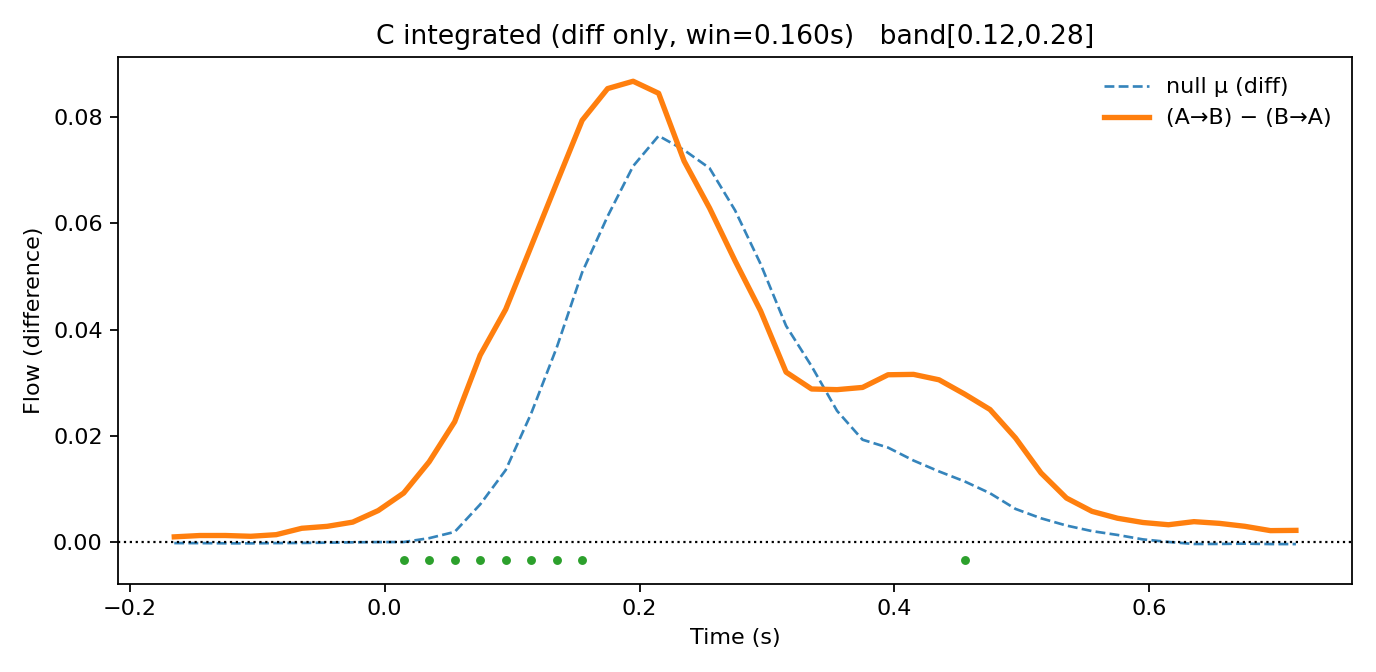 C integrated (diff only, win=0.160s)   band[0.12,0.28]
null μ (diff)
(A→B) − (B→A)
Flow (difference)
0.08
0.06
0.04
0.02
0.00
−0.2
0.0
0.2
0.4
0.6
Time (s)